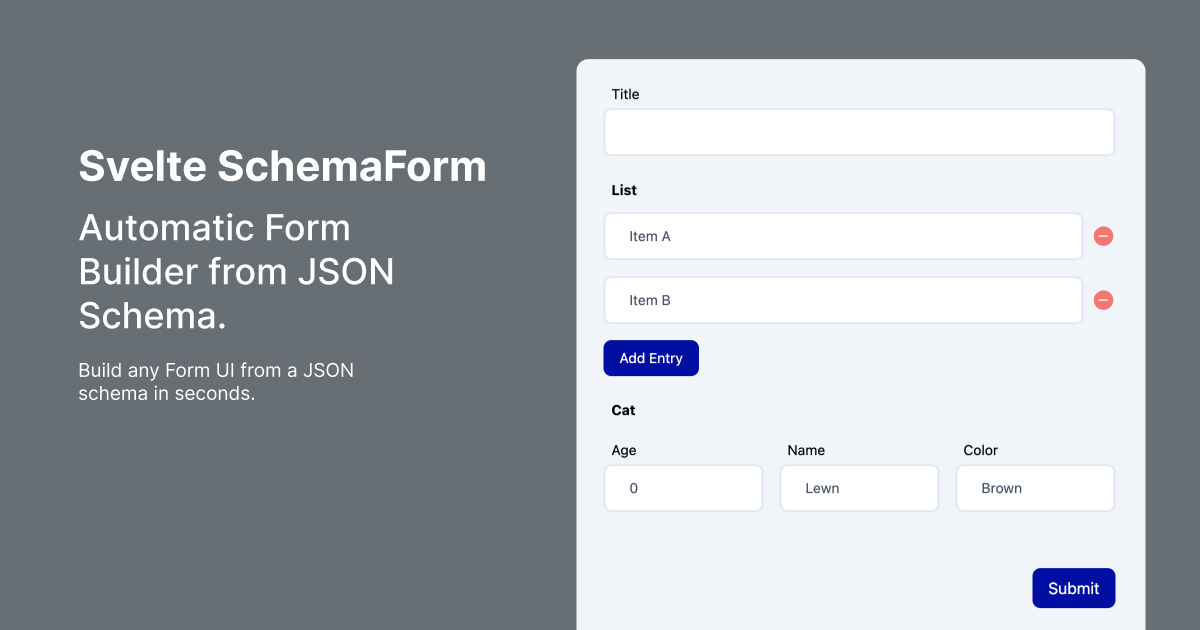 Svelte SchemaForm
Automatic Form
Builder from JSON
Schema.
Build any Form UI from a JSON
schema in seconds.
Title
List
Item A
Item B
Add Entry
Cat
Age
Name
Color
0
Lewn
Brown
Submit